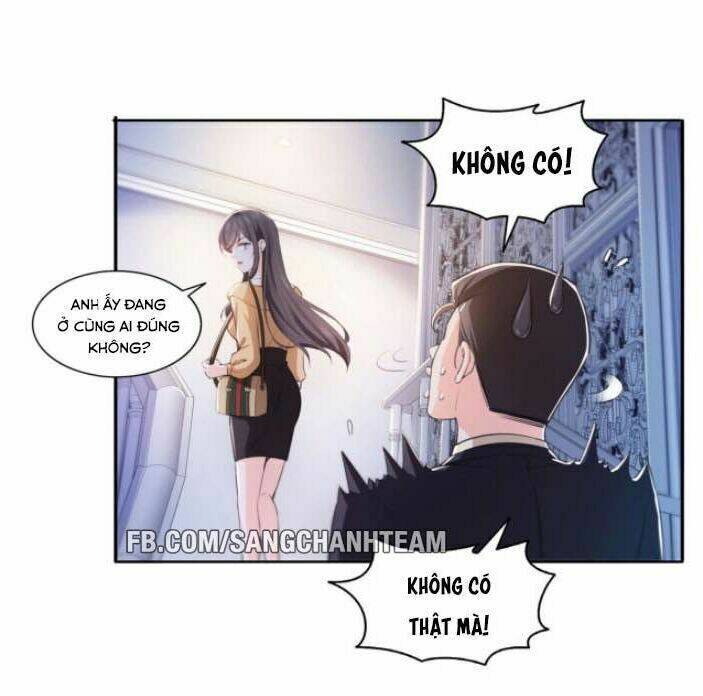 KHÔNG CÓ!
ANH ẤY ĐANG
Ở CÙNG AI ĐÚNG
KHÔNG?
FB.COM/SANGCHANHTEAM
KHÔNG CÓ
THẬT MÀ!